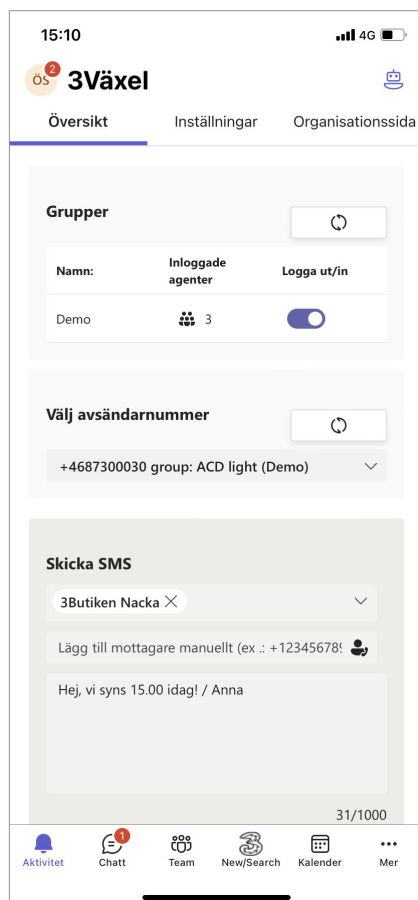 15:10
4G
ÖS
2
3Växel
Översikt Inställningar Organisationssida
Grupper
Namn: Inloggade agenter Logga ut/in
Demo 3
Välj avsändarnummer
+4687300030 group: ACD light (Demo)
Skicka SMS
3Butiken Nacka
Lägg till mottagare manuellt (ex .: +123456789
Hej, vi syns 15.00 idag! / Anna
31/1000
1
3
Aktivitet Chatt Team New/Search Kalender Mer